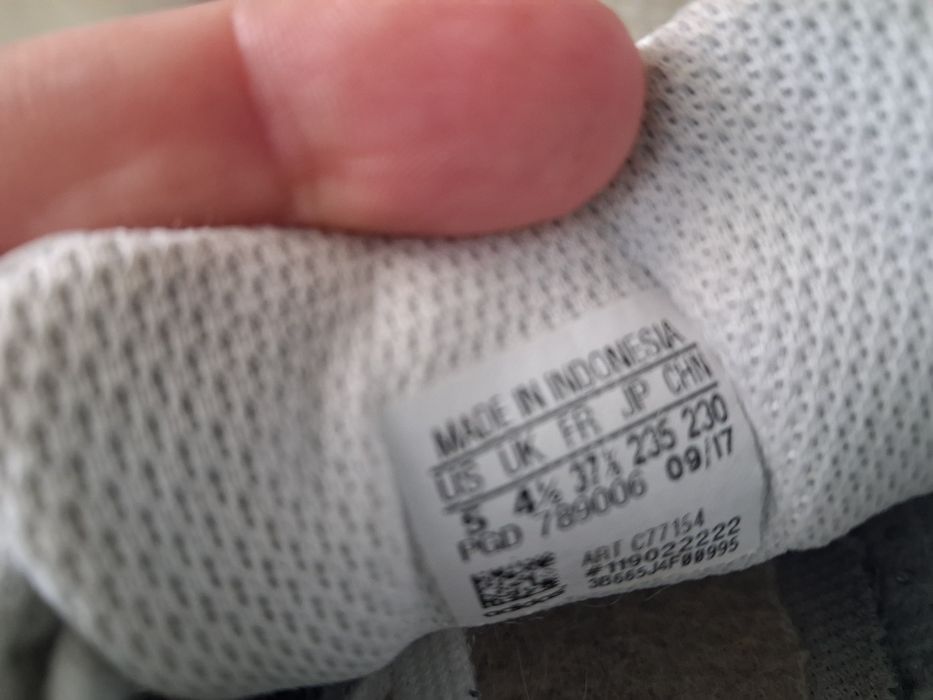 MADE IN INDONESIA
US UK FR JP CHN
5 4½ 37⅓ 235 230
PGD 789006 09/17
ART C77154
#119022222
3B665J4F00995